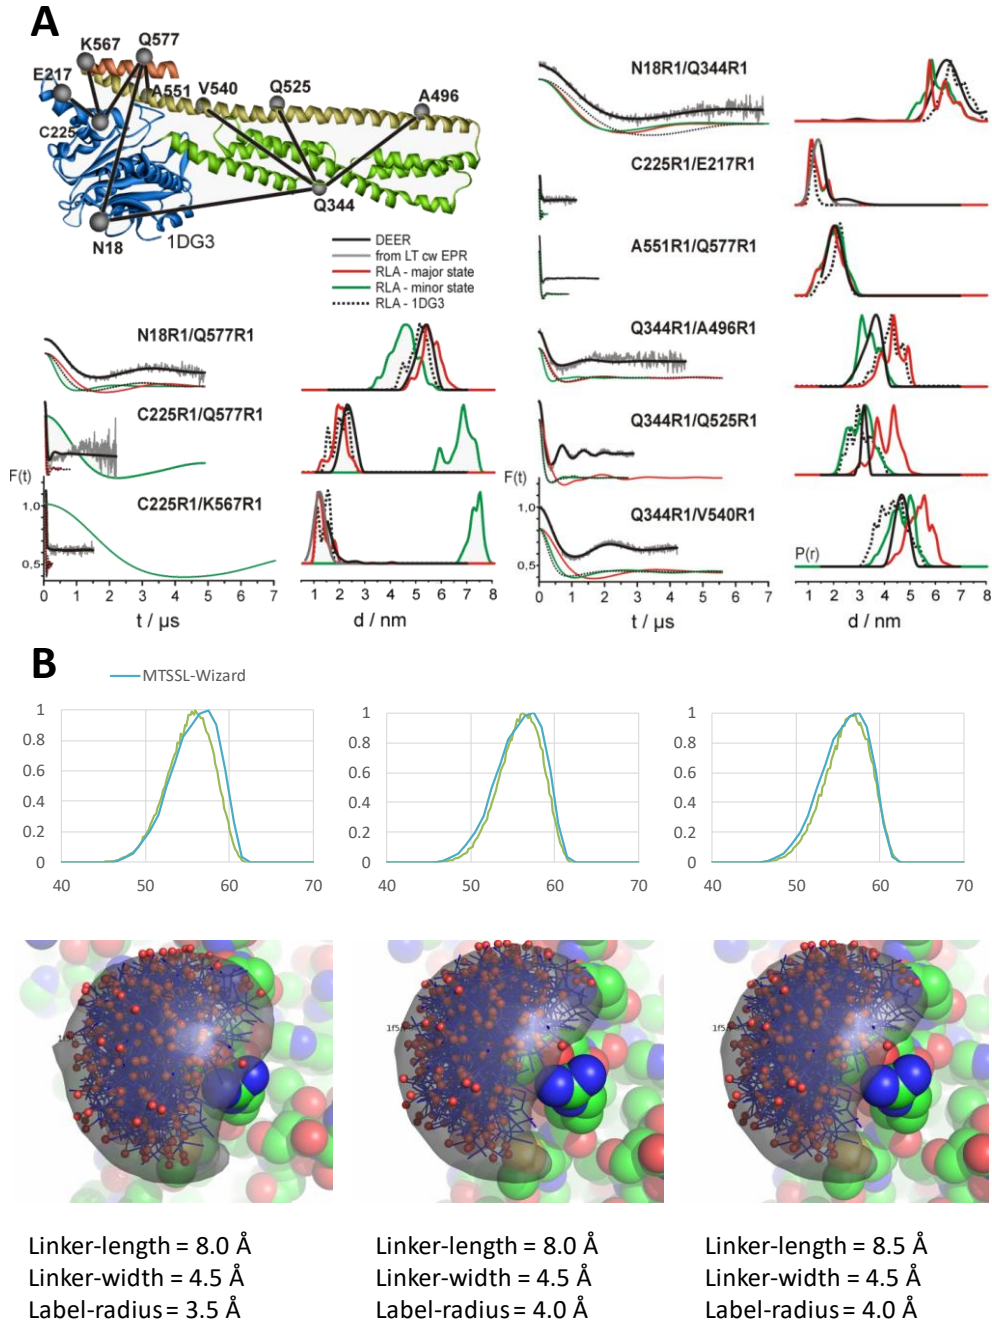 A
K567
Q577
E217
A551
V540
Q525
A496
C225
Q344
N18
1DG3
DEER
from LT cw EPR
RLA - major state
RLA - minor state
RLA - 1DG3
N18R1/Q577R1
C225R1/Q577R1
F(t)
C225R1/K567R1
1,0
0,5
0 1 2 3 4 5 6 7
t / µs
1 2 3 4 5 6 7 8
d / nm
N18R1/Q344R1
C225R1/E217R1
A551R1/Q577R1
Q344R1/A496R1
Q344R1/Q525R1
F(t)
Q344R1/V540R1
1,0
0,5
P(r)
0 1 2 3 4 5 6 7
t / µs
1 2 3 4 5 6 7 8
d / nm
B
MTSSL-Wizard
1
0.8
0.6
0.4
0.2
0
40 50 60 70
1
0.8
0.6
0.4
0.2
0
40 50 60 70
1
0.8
0.6
0.4
0.2
0
40 50 60 70
Linker-length = 8.0 Å
Linker-width = 4.5 Å
Label-radius = 3.5 Å
Linker-length = 8.0 Å
Linker-width = 4.5 Å
Label-radius = 4.0 Å
Linker-length = 8.5 Å
Linker-width = 4.5 Å
Label-radius = 4.0 Å